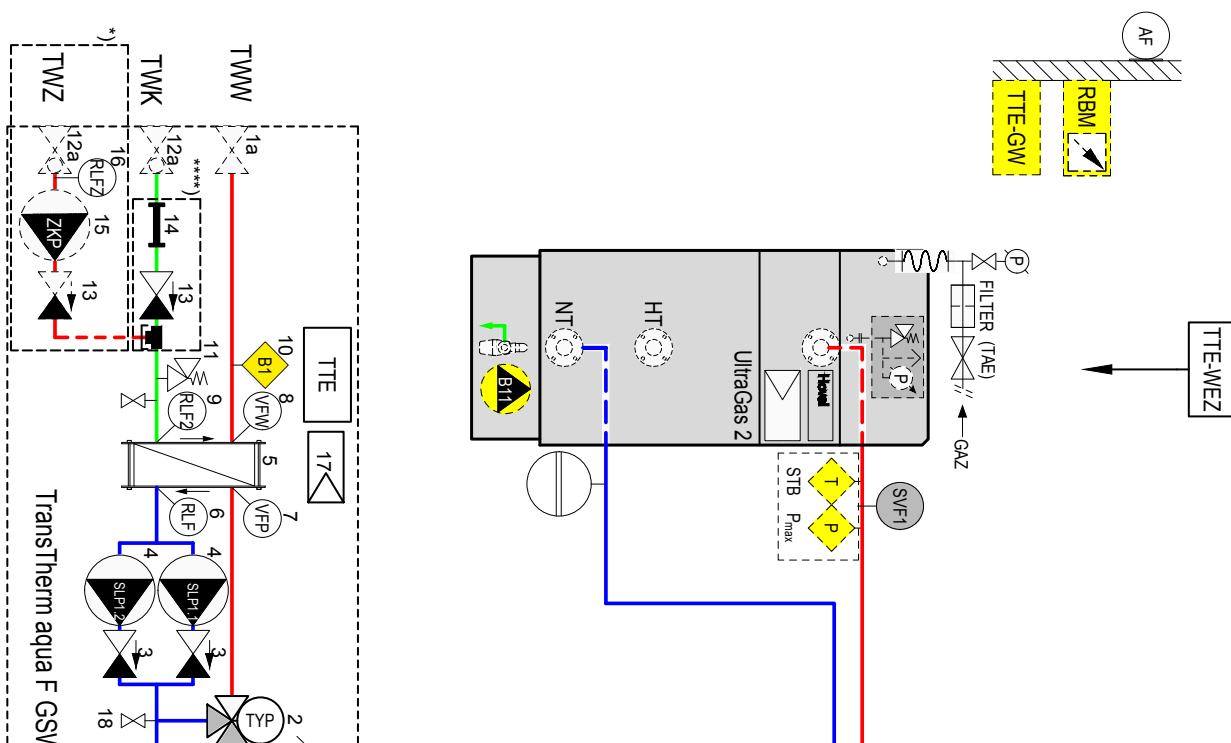 AF
TTE-GW
RBM
TTE-WEZ
*)
TWZ
TWK
TWW
12a
12a
1a
16
RLFZ
****)
15
ZKP
14
13
13
11
10
B1
TTE
9
RLF2
8
VFW
5
17
6
RLF
7
VFP
4
4
SLP1.2
SLP1.1
3
3
18
TYP
2
TransTherm aqua F GS
NT
HT
UltraGas 2
Hoval
P
B11
P
FILTER (TAE)
GAZ
STB
T
P
Pmax
SVF1